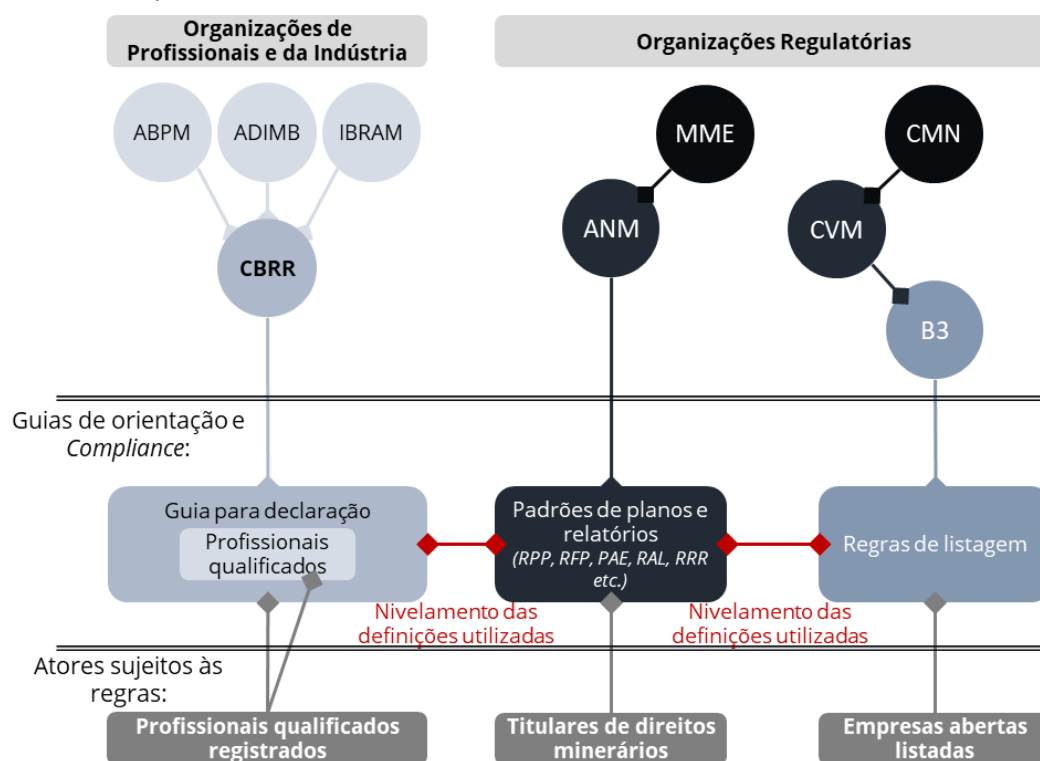 Organizações de
Profissionais e da Indústria
Organizações Regulatórias
ABPM
ADIMB
IBRAM
MME
CMN
ANM
CVM
CBRR
B3
Guias de orientação e
Compliance:
Guia para declaração
Profissionais
qualificados
Padrões de planos e
relatórios
(RPP, RFP, PAE, RAL, RRR
etc.)
Regras de listagem
Nivelamento das
definições utilizadas
Nivelamento das
definições utilizadas
Atores sujeitos às
regras:
Profissionais qualificados
registrados
Titulares de direitos
minerários
Empresas abertas
listadas